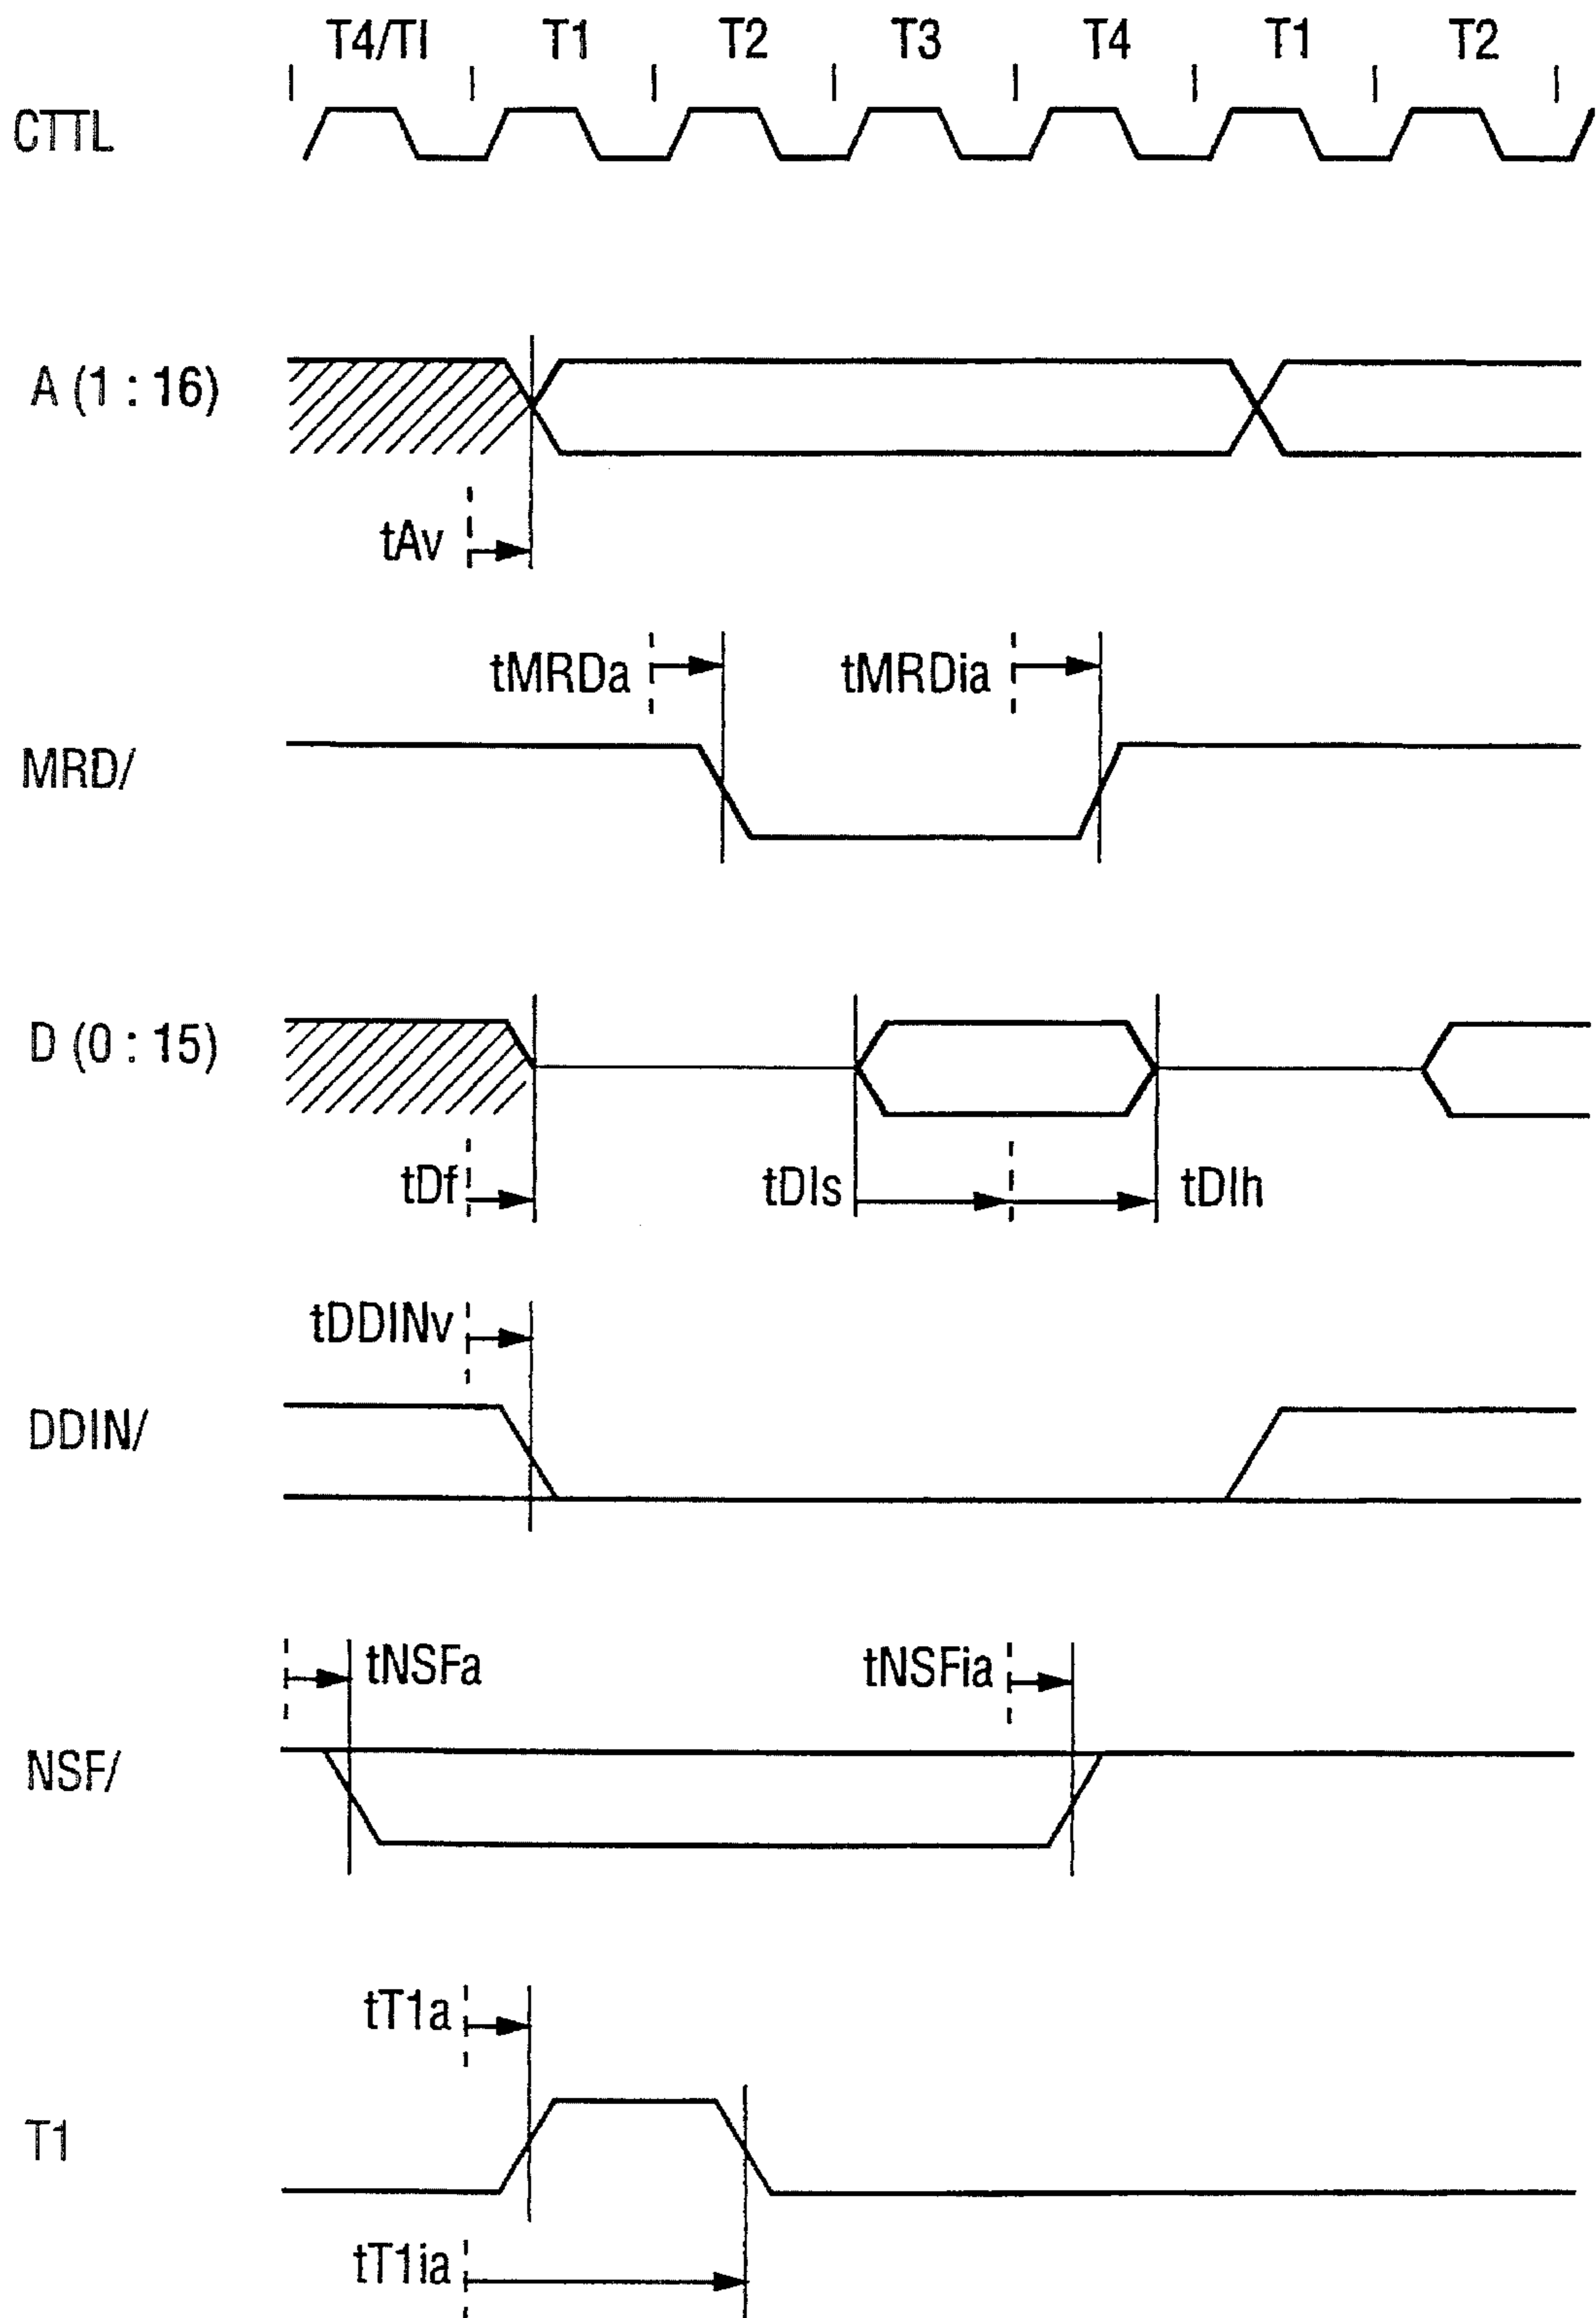 T4/TI T1 T2 T3 T4 T1 T2
CTTL
A (1 : 16)
tAv
tMRDa tMRDia
MRD/
D (0 : 15)
tDf tDIs tDIh
tDDINv
DDIN/
tNSFa tNSFia
NSF/
tT1a
T1
tT1ia